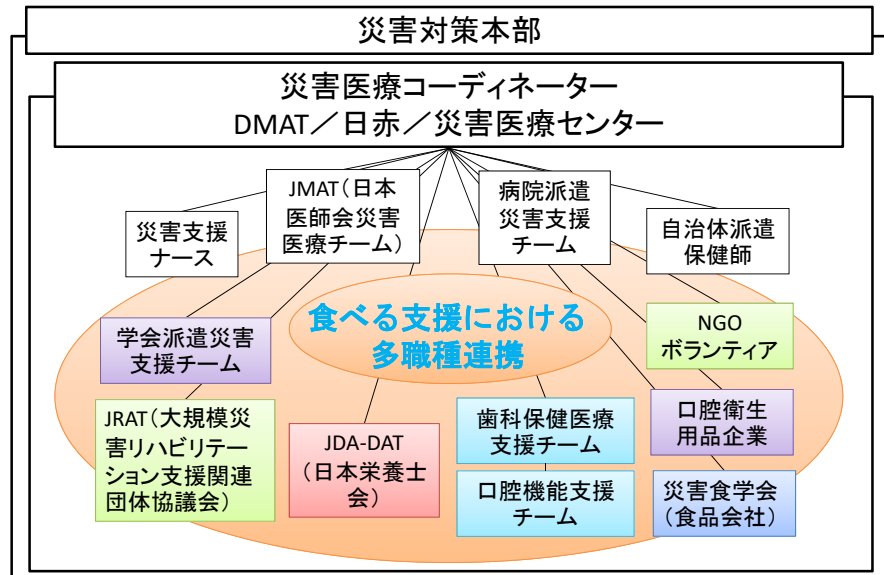 災害対策本部
災害医療コーディネーター
DMAT／日赤／災害医療センター
JMAT（日本
医師会災害
医療チーム）
病院派遣
災害支援
チーム
災害支援
ナース
自治体派遣
保健師
食べる支援における
多職種連携
学会派遣災害
支援チーム
NGO
ボランティア
JRAT（大規模災
害リハビリテー
ション支援関連
団体協議会）
JDA-DAT
（日本栄養士
会）
歯科保健医療
支援チーム
口腔衛生
用品企業
口腔機能支援
チーム
災害食学会
（食品会社）